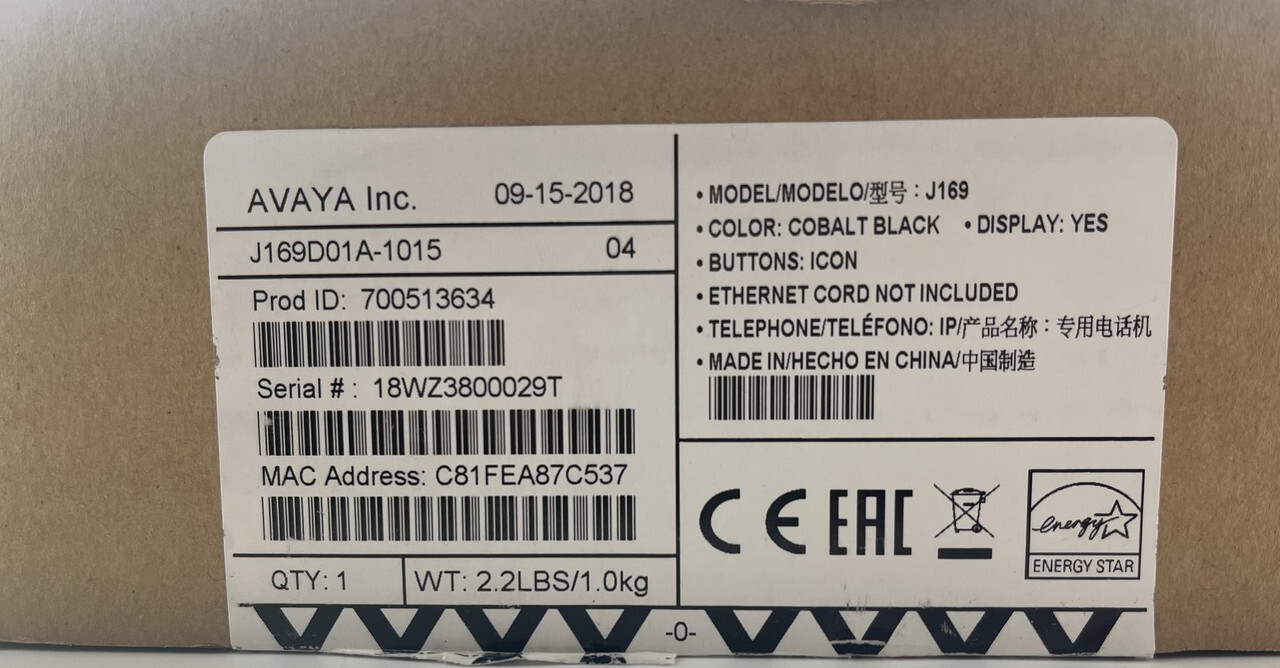 AVAYA Inc. 09-15-2018
J169D01A-1015 04
Prod ID: 700513634
Serial # : 18WZ3800029T
MAC Address: C81FEA87C537
QTY: 1 WT: 2.2LBS/1.0kg
• MODEL/MODELO/型号 : J169
• COLOR: COBALT BLACK • DISPLAY: YES
• BUTTONS: ICON
• ETHERNET CORD NOT INCLUDED
• TELEPHONE/TELÉFONO: IP/产品名称 : 专用电话机
• MADE IN/HECHO EN CHINA/中国制造
CE EAC
energy
ENERGY STAR
-0-